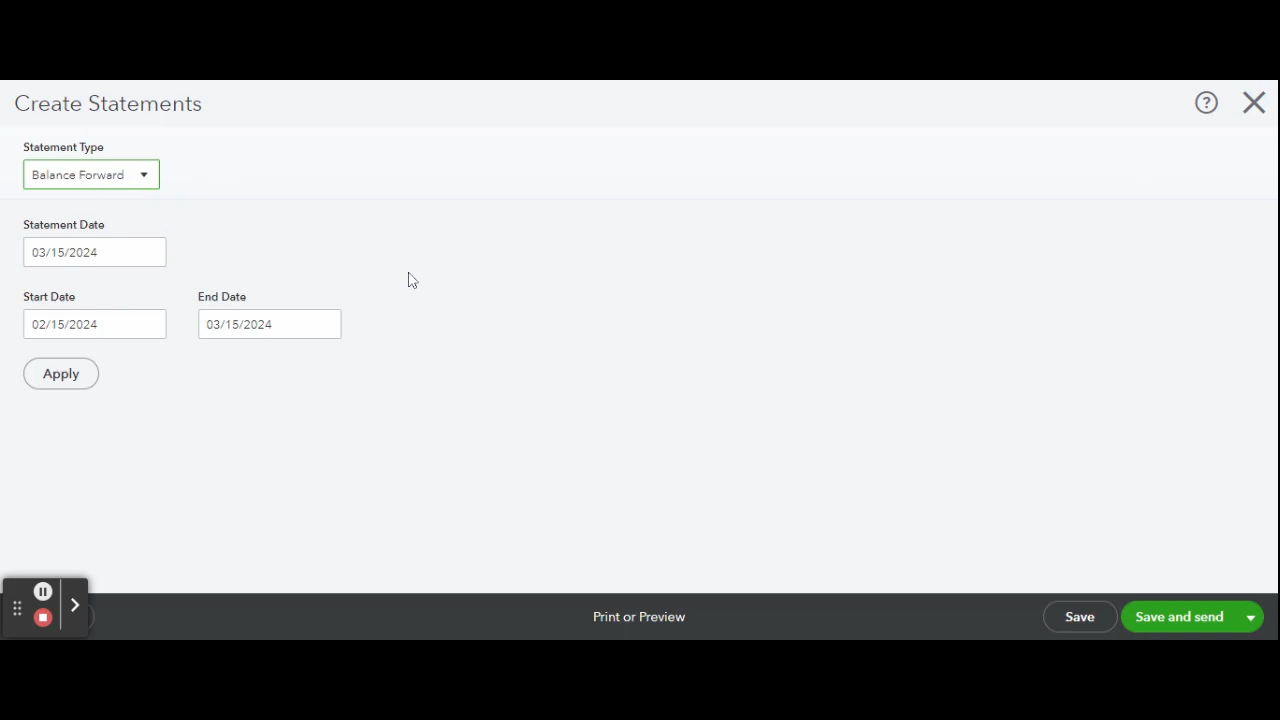 Create Statements
?
Statement Type
Balance Forward
Statement Date
03/15/2024
Start Date End Date
02/15/2024 03/15/2024
Apply
Print or Preview Save Save and send